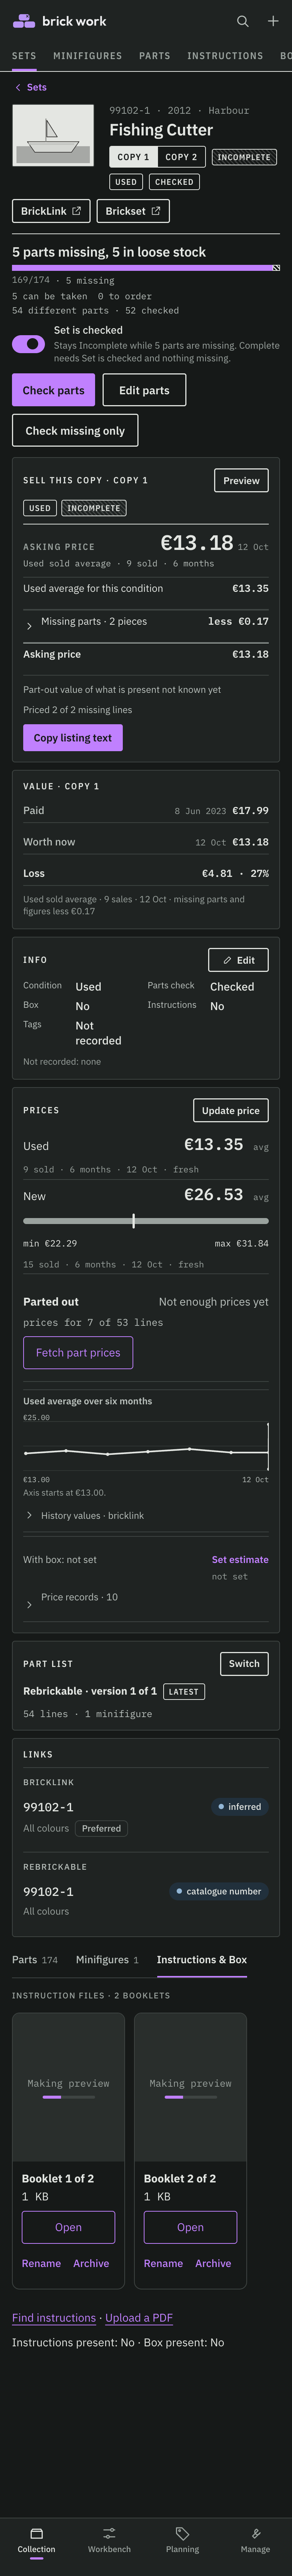 brick work
SETS MINIFIGURES PARTS INSTRUCTIONS BO
Sets
99102-1 · 2012 · Harbour
Fishing Cutter
COPY 1 COPY 2 INCOMPLETE
USED CHECKED
BrickLink Brickset
5 parts missing, 5 in loose stock
169/174 · 5 missing
5 can be taken 0 to order
54 different parts · 52 checked
Set is checked
Stays Incomplete while 5 parts are missing. Complete
needs Set is checked and nothing missing.
Check parts Edit parts
Check missing only
SELL THIS COPY · COPY 1 Preview
USED INCOMPLETE
ASKING PRICE €13.18 12 Oct
Used sold average · 9 sold · 6 months
Used average for this condition €13.35
Missing parts · 2 pieces less €0.17
Asking price €13.18
Part-out value of what is present not known yet
Priced 2 of 2 missing lines
Copy listing text
VALUE · COPY 1
Paid 8 Jun 2023 €17.99
Worth now 12 Oct €13.18
Loss €4.81 · 27%
Used sold average · 9 sales · 12 Oct · missing parts and
figures less €0.17
INFO Edit
Condition Used Parts check Checked
Box No Instructions No
Tags Not
recorded
Not recorded: none
PRICES Update price
Used €13.35 avg
9 sold · 6 months · 12 Oct · fresh
New €26.53 avg
min €22.29 max €31.84
15 sold · 6 months · 12 Oct · fresh
Parted out Not enough prices yet
prices for 7 of 53 lines
Fetch part prices
Used average over six months
€25.00
€13.00 12 Oct
Axis starts at €13.00.
History values · bricklink
With box: not set Set estimate
not set
Price records · 10
PART LIST Switch
Rebrickable · version 1 of 1 LATEST
54 lines · 1 minifigure
LINKS
BRICKLINK
99102-1 inferred
All colours Preferred
REBRICKABLE
99102-1 catalogue number
All colours
Parts 174 Minifigures 1 Instructions & Box
INSTRUCTION FILES · 2 BOOKLETS
Making preview Making preview
Booklet 1 of 2 Booklet 2 of 2
1 KB 1 KB
Open Open
Rename Archive Rename Archive
Find instructions · Upload a PDF
Instructions present: No · Box present: No
Collection Workbench Planning Manage